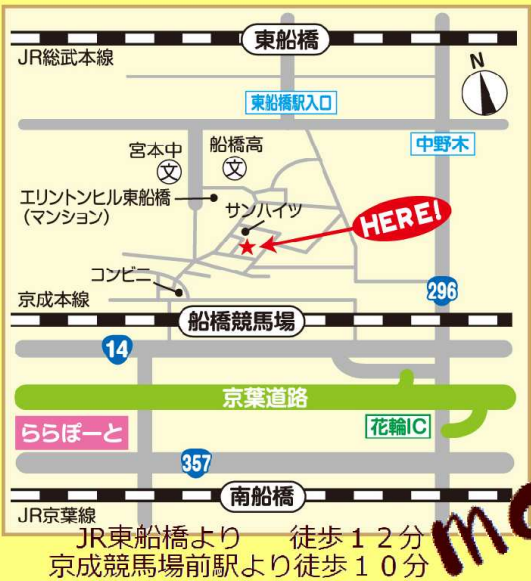 東船橋
JR総武本線
N
東船橋駅入口
中野木
宮本中
文
船橋高
文
エリントンヒル東船橋
(マンション)
サンハイツ
HERE!
コンビニ
296
京成本線
船橋競馬場
14
京葉道路
ららぽーと
花輪IC
357
南船橋
JR京葉線
JR東船橋より 徒歩12分
京成競馬場前駅より徒歩10分